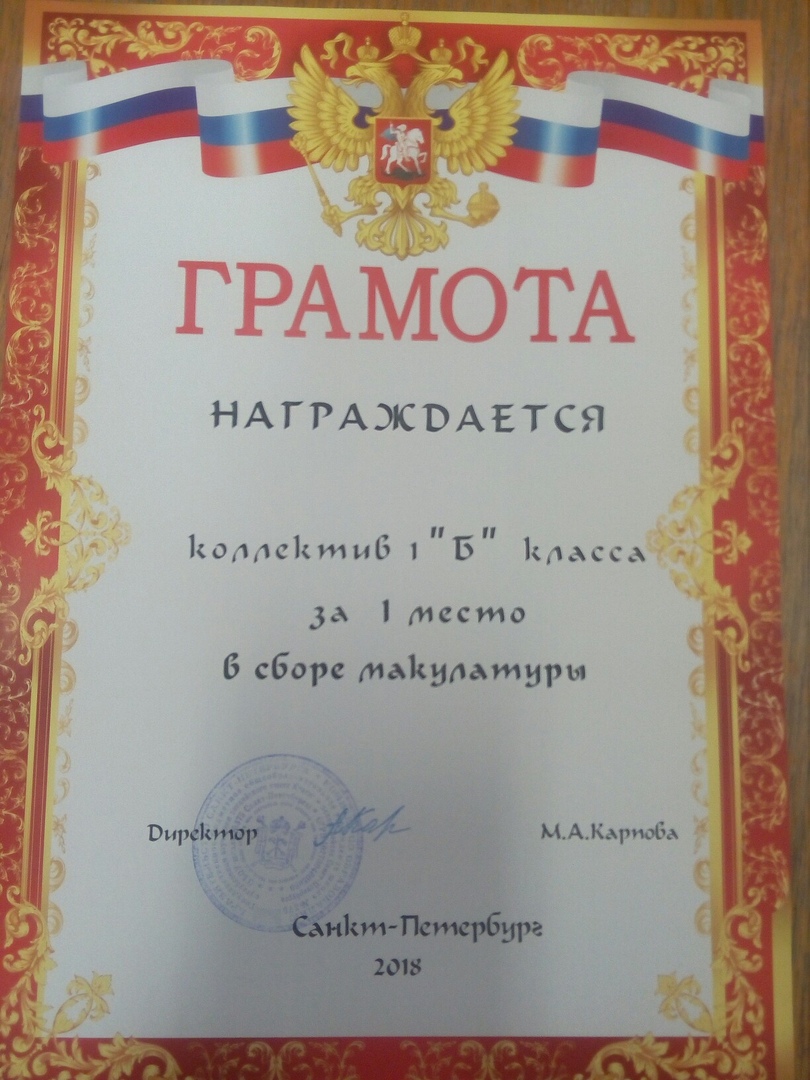 ГРАМОТА
НАГРАЖДАЕТСЯ
коллектив 1 "Б" класса
за 1 место
в сборе макулатуры
Директор М.А.Карпова
Санкт-Петербург
2018